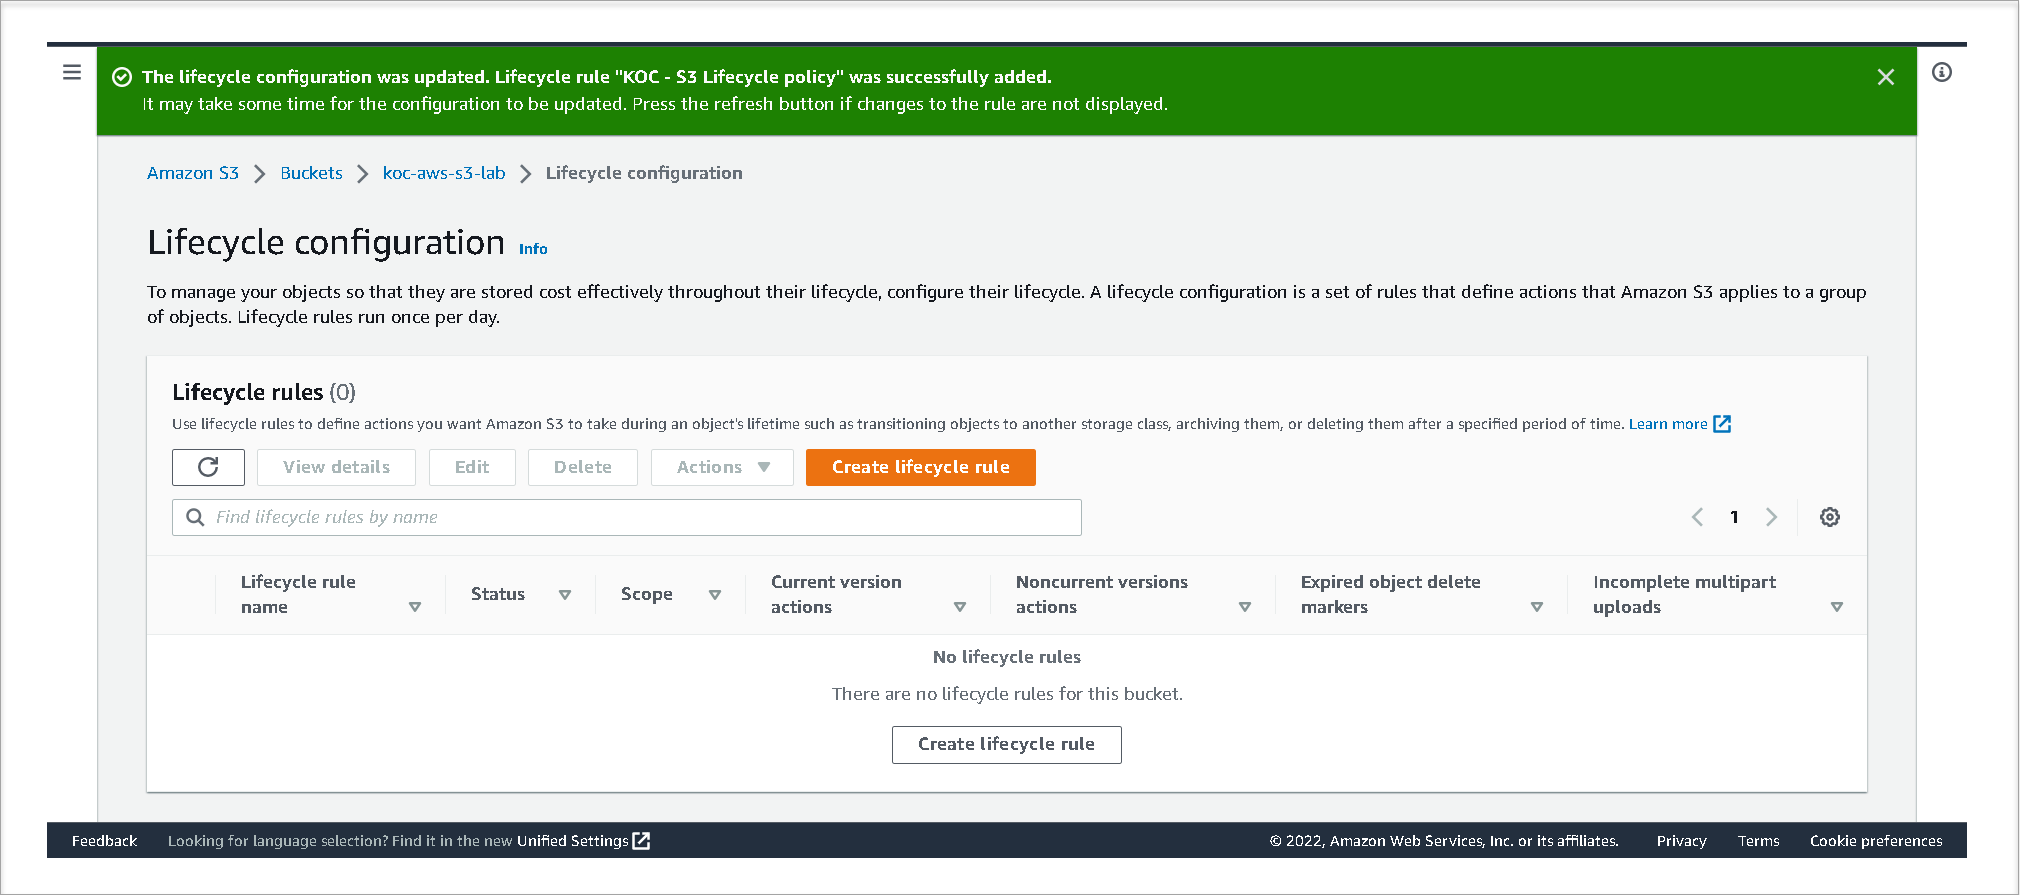 The lifecycle configuration was updated. Lifecycle rule "KOC - S3 Lifecycle policy" was successfully added.
It may take some time for the configuration to be updated. Press the refresh button if changes to the rule are not displayed.
Amazon S3 Buckets koc-aws-s3-lab Lifecycle configuration
Lifecycle configuration Info
To manage your objects so that they are stored cost effectively throughout their lifecycle, configure their lifecycle. A lifecycle configuration is a set of rules that define actions that Amazon S3 applies to a group
of objects. Lifecycle rules run once per day.
Lifecycle rules (0)
Use lifecycle rules to define actions you want Amazon S3 to take during an object's lifetime such as transitioning objects to another storage class, archiving them, or deleting them after a specified period of time. Learn more
View details Edit Delete Actions Create lifecycle rule
Find lifecycle rules by name 1
Lifecycle rule
name
Status
Scope
Current version
actions
Noncurrent versions
actions
Expired object delete
markers
Incomplete multipart
uploads
No lifecycle rules
There are no lifecycle rules for this bucket.
Create lifecycle rule
Feedback Looking for language selection? Find it in the new Unified Settings © 2022, Amazon Web Services, Inc. or its affiliates. Privacy Terms Cookie preferences